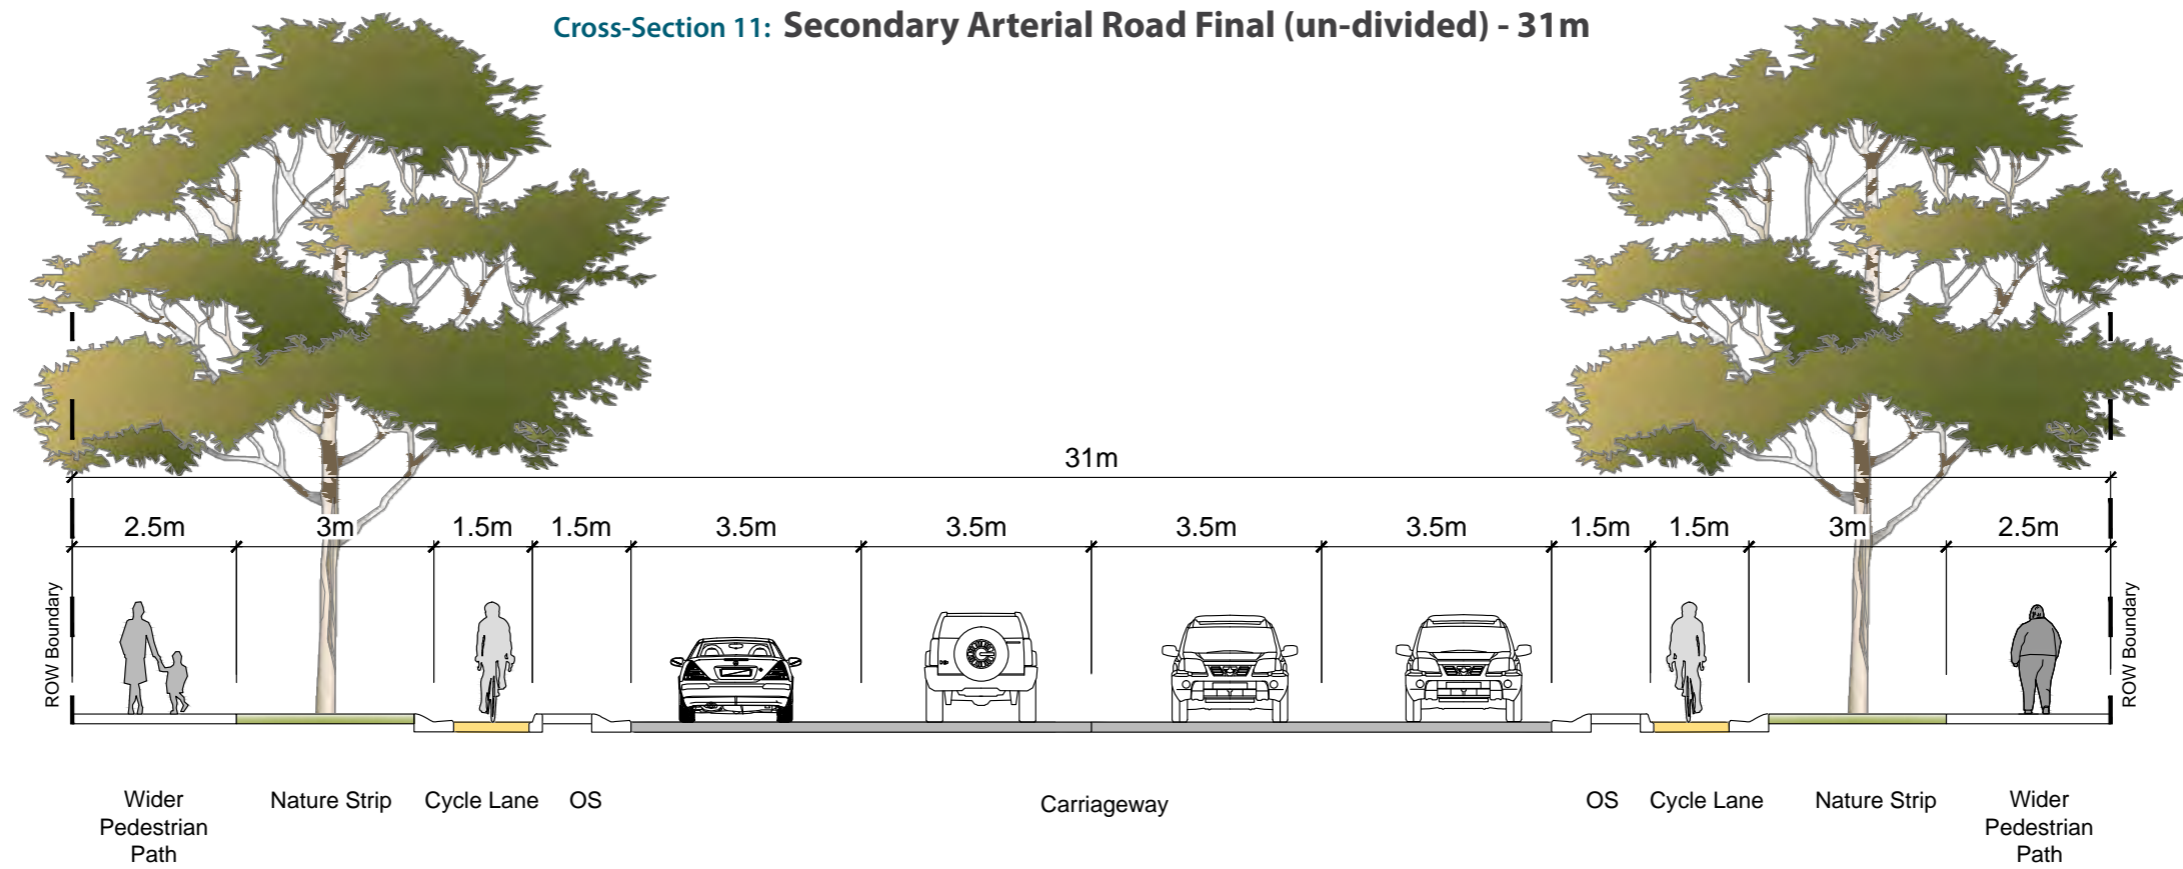 Cross-Section 11: Secondary Arterial Road Final (un-divided) - 31m
31m
2.5m 3m 1.5m 1.5m 3.5m 3.5m 3.5m 3.5m 1.5m 1.5m 3m 2.5m
ROW Boundary
ROW Boundary
Wider
Pedestrian
Path
Nature Strip
Cycle Lane
OS
Carriageway
OS
Cycle Lane
Nature Strip
Wider
Pedestrian
Path